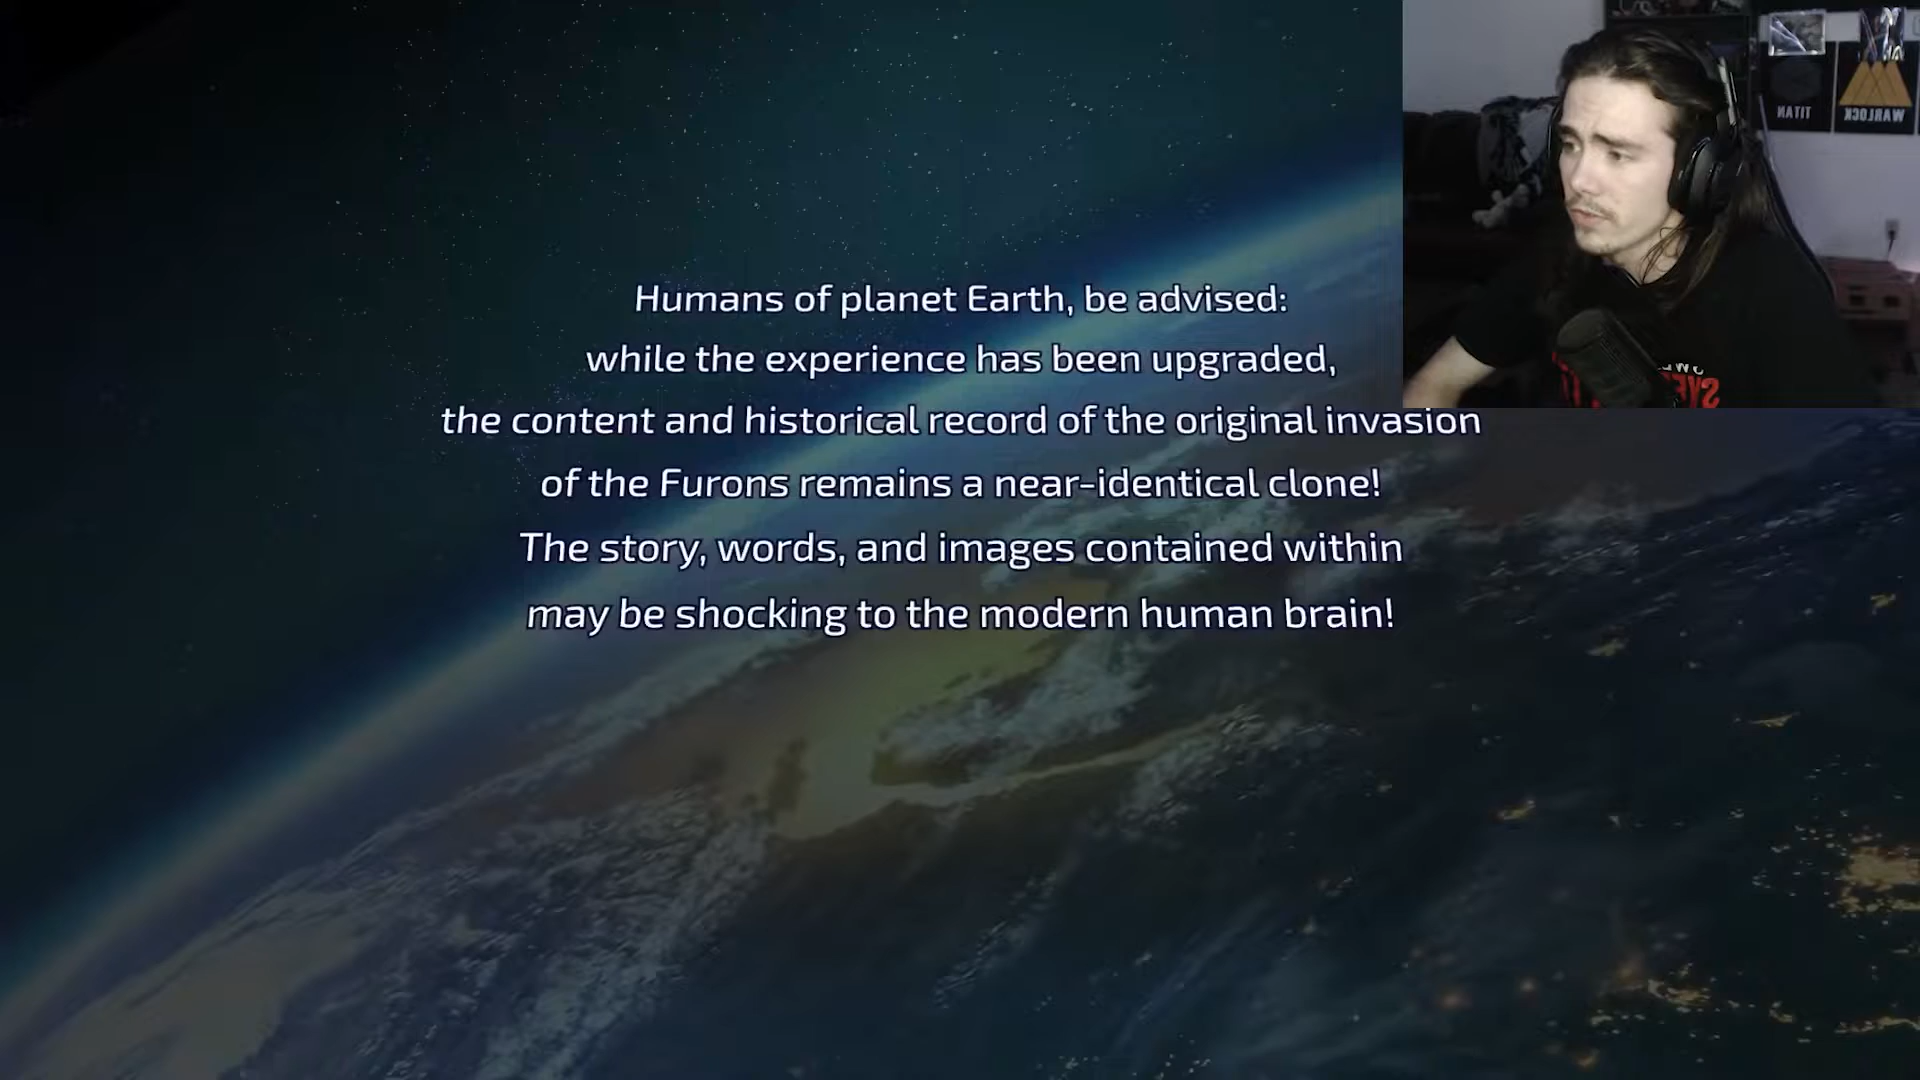 Humans of planet Earth, be advised:
while the experience has been upgraded,
the content and historical record of the original invasion
of the Furons remains a near-identical clone!
The story, words, and images contained within
may be shocking to the modern human brain!
TITAN
WARLOCK